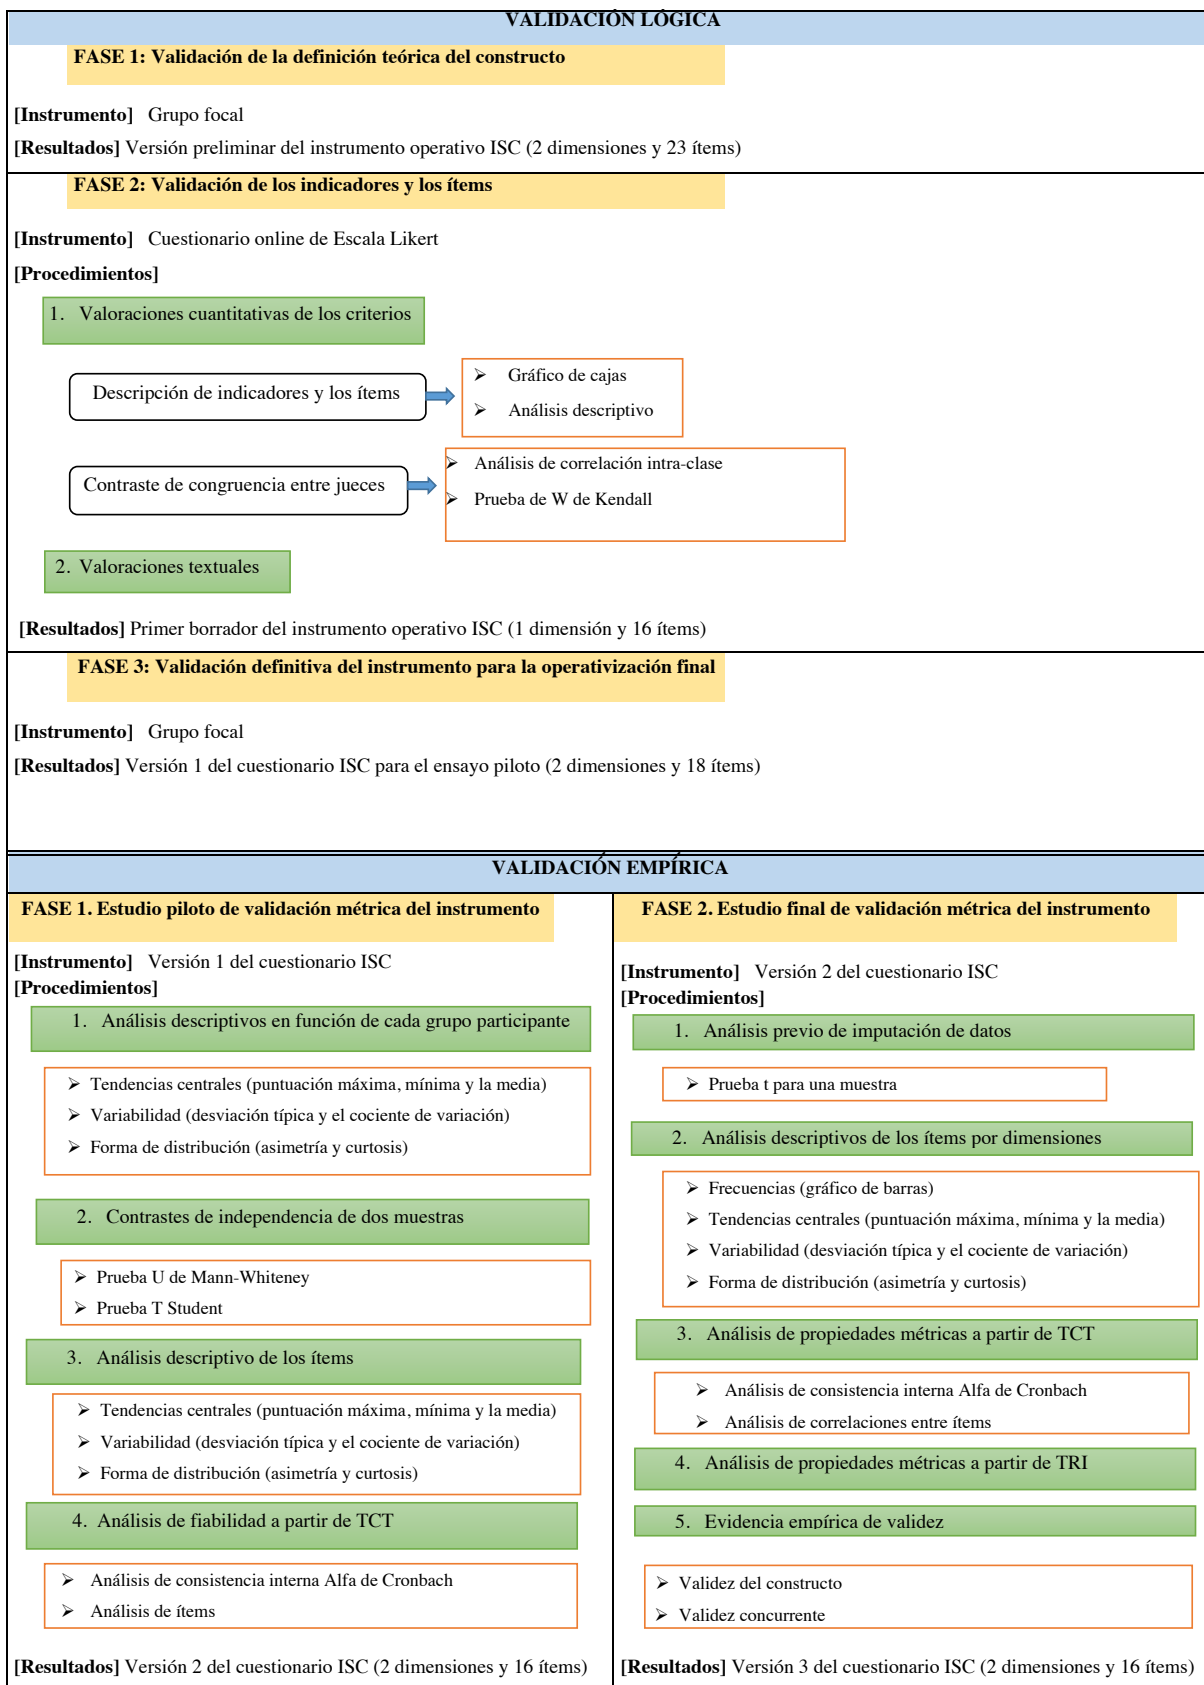 VALIDACIÓN LÓGICA
FASE 1: Validación de la definición teórica del constructo
[Instrumento] Grupo focal
[Resultados] Versión preliminar del instrumento operativo ISC (2 dimensiones y 23 ítems)
FASE 2: Validación de los indicadores y los ítems
[Instrumento] Cuestionario online de Escala Likert
[Procedimientos]
1. Valoraciones cuantitativas de los criterios
Descripción de indicadores y los ítems
➢ Gráfico de cajas
➢ Análisis descriptivo
Contraste de congruencia entre jueces
➢ Análisis de correlación intra-clase
➢ Prueba de W de Kendall
2. Valoraciones textuales
[Resultados] Primer borrador del instrumento operativo ISC (1 dimensión y 16 ítems)
FASE 3: Validación definitiva del instrumento para la operativización final
[Instrumento] Grupo focal
[Resultados] Versión 1 del cuestionario ISC para el ensayo piloto (2 dimensiones y 18 ítems)
VALIDACIÓN EMPÍRICA
FASE 1. Estudio piloto de validación métrica del instrumento
[Instrumento] Versión 1 del cuestionario ISC
[Procedimientos]
1. Análisis descriptivos en función de cada grupo participante
➢ Tendencias centrales (puntuación máxima, mínima y la media)
➢ Variabilidad (desviación típica y el cociente de variación)
➢ Forma de distribución (asimetría y curtosis)
2. Contrastes de independencia de dos muestras
➢ Prueba U de Mann-Whiteney
➢ Prueba T Student
3. Análisis descriptivo de los ítems
➢ Tendencias centrales (puntuación máxima, mínima y la media)
➢ Variabilidad (desviación típica y el cociente de variación)
➢ Forma de distribución (asimetría y curtosis)
4. Análisis de fiabilidad a partir de TCT
➢ Análisis de consistencia interna Alfa de Cronbach
➢ Análisis de ítems
[Resultados] Versión 2 del cuestionario ISC (2 dimensiones y 16 ítems)
FASE 2. Estudio final de validación métrica del instrumento
[Instrumento] Versión 2 del cuestionario ISC
[Procedimientos]
1. Análisis previo de imputación de datos
➢ Prueba t para una muestra
2. Análisis descriptivos de los ítems por dimensiones
➢ Frecuencias (gráfico de barras)
➢ Tendencias centrales (puntuación máxima, mínima y la media)
➢ Variabilidad (desviación típica y el cociente de variación)
➢ Forma de distribución (asimetría y curtosis)
3. Análisis de propiedades métricas a partir de TCT
➢ Análisis de consistencia interna Alfa de Cronbach
➢ Análisis de correlaciones entre ítems
4. Análisis de propiedades métricas a partir de TRI
5. Evidencia empírica de validez
➢ Validez del constructo
➢ Validez concurrente
[Resultados] Versión 3 del cuestionario ISC (2 dimensiones y 16 ítems)